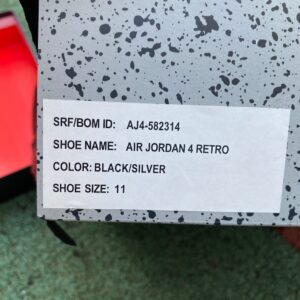 SRF/BOM ID: AJ4-582314
SHOE NAME: AIR JORDAN 4 RETRO
COLOR: BLACK/SILVER
SHOE SIZE: 11